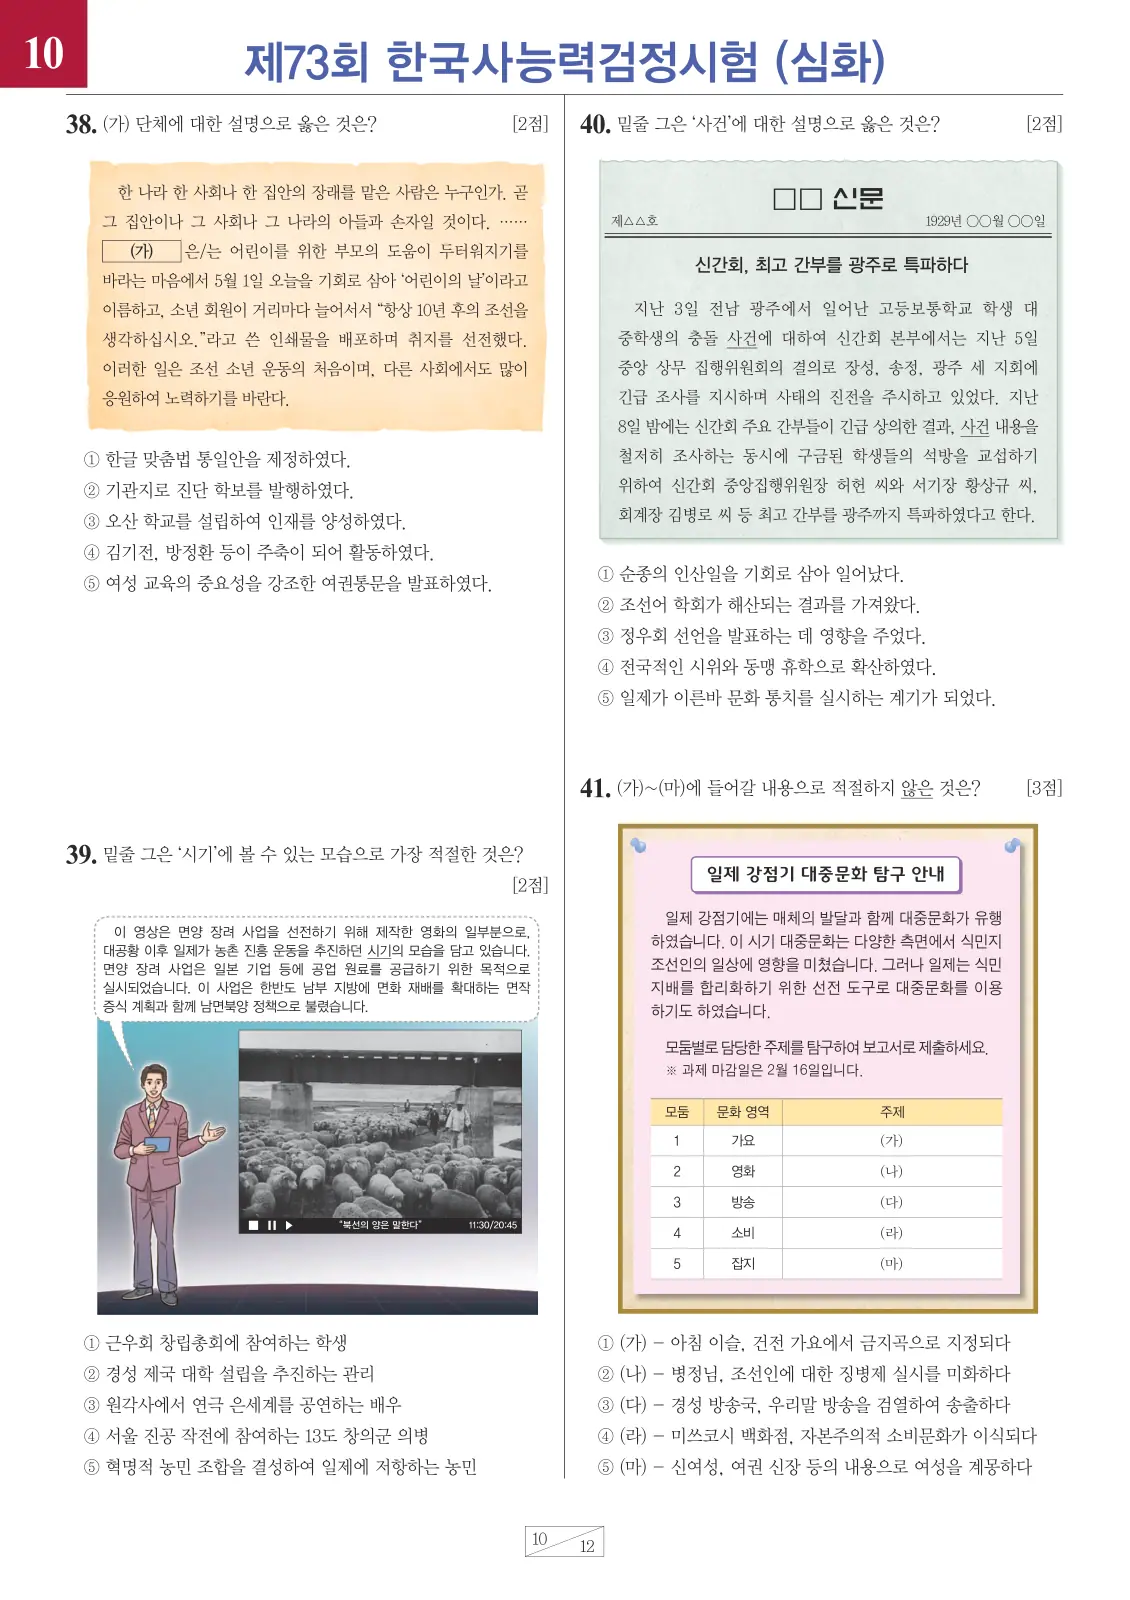 10
제73회 한국사능력검정시험 (심화)
38. (가) 단체에 대한 설명으로 옳은 것은? [2점]
한 나라 한 사회나 한 집안의 장래를 맡은 사람은 누구인가. 곧
그 집안이나 그 사회나 그 나라의 아들과 손자일 것이다. ……
(가) 은/는 어린이를 위한 부모의 도움이 두터워지기를
바라는 마음에서 5월 1일 오늘을 기회로 삼아 ‘어린이의 날’이라고
이름하고, 소년 회원이 거리마다 늘어서서 “항상 10년 후의 조선을
생각하십시오.”라고 쓴 인쇄물을 배포하며 취지를 선전했다.
이러한 일은 조선 소년 운동의 처음이며, 다른 사회에서도 많이
응원하여 노력하기를 바란다.
① 한글 맞춤법 통일안을 제정하였다.
② 기관지로 진단 학보를 발행하였다.
③ 오산 학교를 설립하여 인재를 양성하였다.
④ 김기전, 방정환 등이 주축이 되어 활동하였다.
⑤ 여성 교육의 중요성을 강조한 여권통문을 발표하였다.
39. 밑줄 그은 ‘시기’에 볼 수 있는 모습으로 가장 적절한 것은?
[2점]
이 영상은 면양 장려 사업을 선전하기 위해 제작한 영화의 일부분으로,
대공황 이후 일제가 농촌 진흥 운동을 추진하던 시기의 모습을 담고 있습니다.
면양 장려 사업은 일본 기업 등에 공업 원료를 공급하기 위한 목적으로
실시되었습니다. 이 사업은 한반도 남부 지방에 면화 재배를 확대하는 면작
증식 계획과 함께 남면북양 정책으로 불렸습니다.
“북선의 양은 말한다” 11:30/20:45
① 근우회 창립총회에 참여하는 학생
② 경성 제국 대학 설립을 추진하는 관리
③ 원각사에서 연극 은세계를 공연하는 배우
④ 서울 진공 작전에 참여하는 13도 창의군 의병
⑤ 혁명적 농민 조합을 결성하여 일제에 저항하는 농민
40. 밑줄 그은 ‘사건’에 대한 설명으로 옳은 것은? [2점]
□□ 신문
제△△호 1929년 ○○월 ○○일
신간회, 최고 간부를 광주로 특파하다
지난 3일 전남 광주에서 일어난 고등보통학교 학생 대
중학생의 충돌 사건에 대하여 신간회 본부에서는 지난 5일
중앙 상무 집행위원회의 결의로 장성, 송정, 광주 세 지회에
긴급 조사를 지시하며 사태의 진전을 주시하고 있었다. 지난
8일 밤에는 신간회 주요 간부들이 긴급 상의한 결과, 사건 내용을
철저히 조사하는 동시에 구금된 학생들의 석방을 교섭하기
위하여 신간회 중앙집행위원장 허헌 씨와 서기장 황상규 씨,
회계장 김병로 씨 등 최고 간부를 광주까지 특파하였다고 한다.
① 순종의 인산일을 기회로 삼아 일어났다.
② 조선어 학회가 해산되는 결과를 가져왔다.
③ 정우회 선언을 발표하는 데 영향을 주었다.
④ 전국적인 시위와 동맹 휴학으로 확산하였다.
⑤ 일제가 이른바 문화 통치를 실시하는 계기가 되었다.
41. (가)~(마)에 들어갈 내용으로 적절하지 않은 것은? [3점]
일제 강점기 대중문화 탐구 안내
일제 강점기에는 매체의 발달과 함께 대중문화가 유행
하였습니다. 이 시기 대중문화는 다양한 측면에서 식민지
조선인의 일상에 영향을 미쳤습니다. 그러나 일제는 식민
지배를 합리화하기 위한 선전 도구로 대중문화를 이용
하기도 하였습니다.
모둠별로 담당한 주제를 탐구하여 보고서로 제출하세요.
※ 과제 마감일은 2월 16일입니다.
모둠 문화 영역 주제
1 가요 (가)
2 영화 (나)
3 방송 (다)
4 소비 (라)
5 잡지 (마)
① (가) - 아침 이슬, 건전 가요에서 금지곡으로 지정되다
② (나) - 병정님, 조선인에 대한 징병제 실시를 미화하다
③ (다) - 경성 방송국, 우리말 방송을 검열하여 송출하다
④ (라) - 미쓰코시 백화점, 자본주의적 소비문화가 이식되다
⑤ (마) - 신여성, 여권 신장 등의 내용으로 여성을 계몽하다
10
12